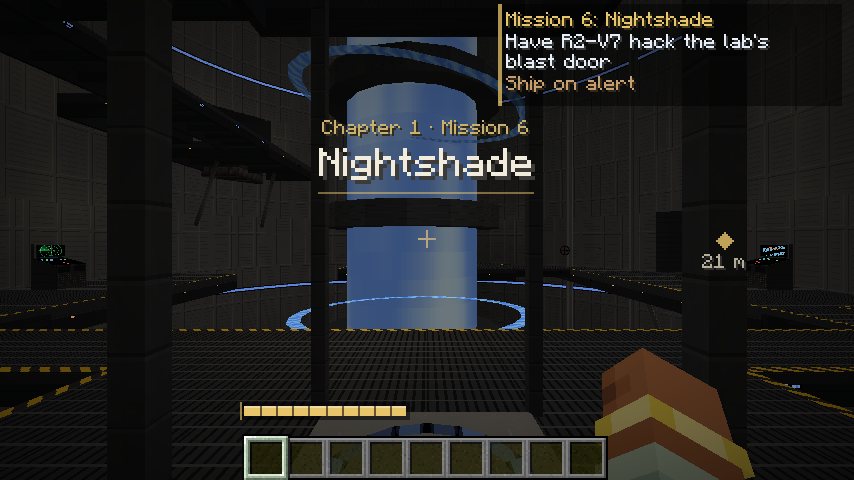 Mission 6: Nightshade
Have R2-V7 hack the lab's
blast door
Ship on alert
Chapter 1 · Mission 6
Nightshade
21 m